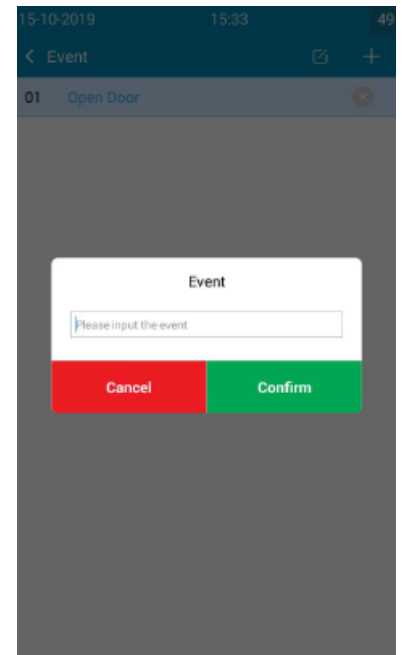 15-10-2019 15:33 49
Event
01 Open Door
Event
Please input the event
Cancel Confirm